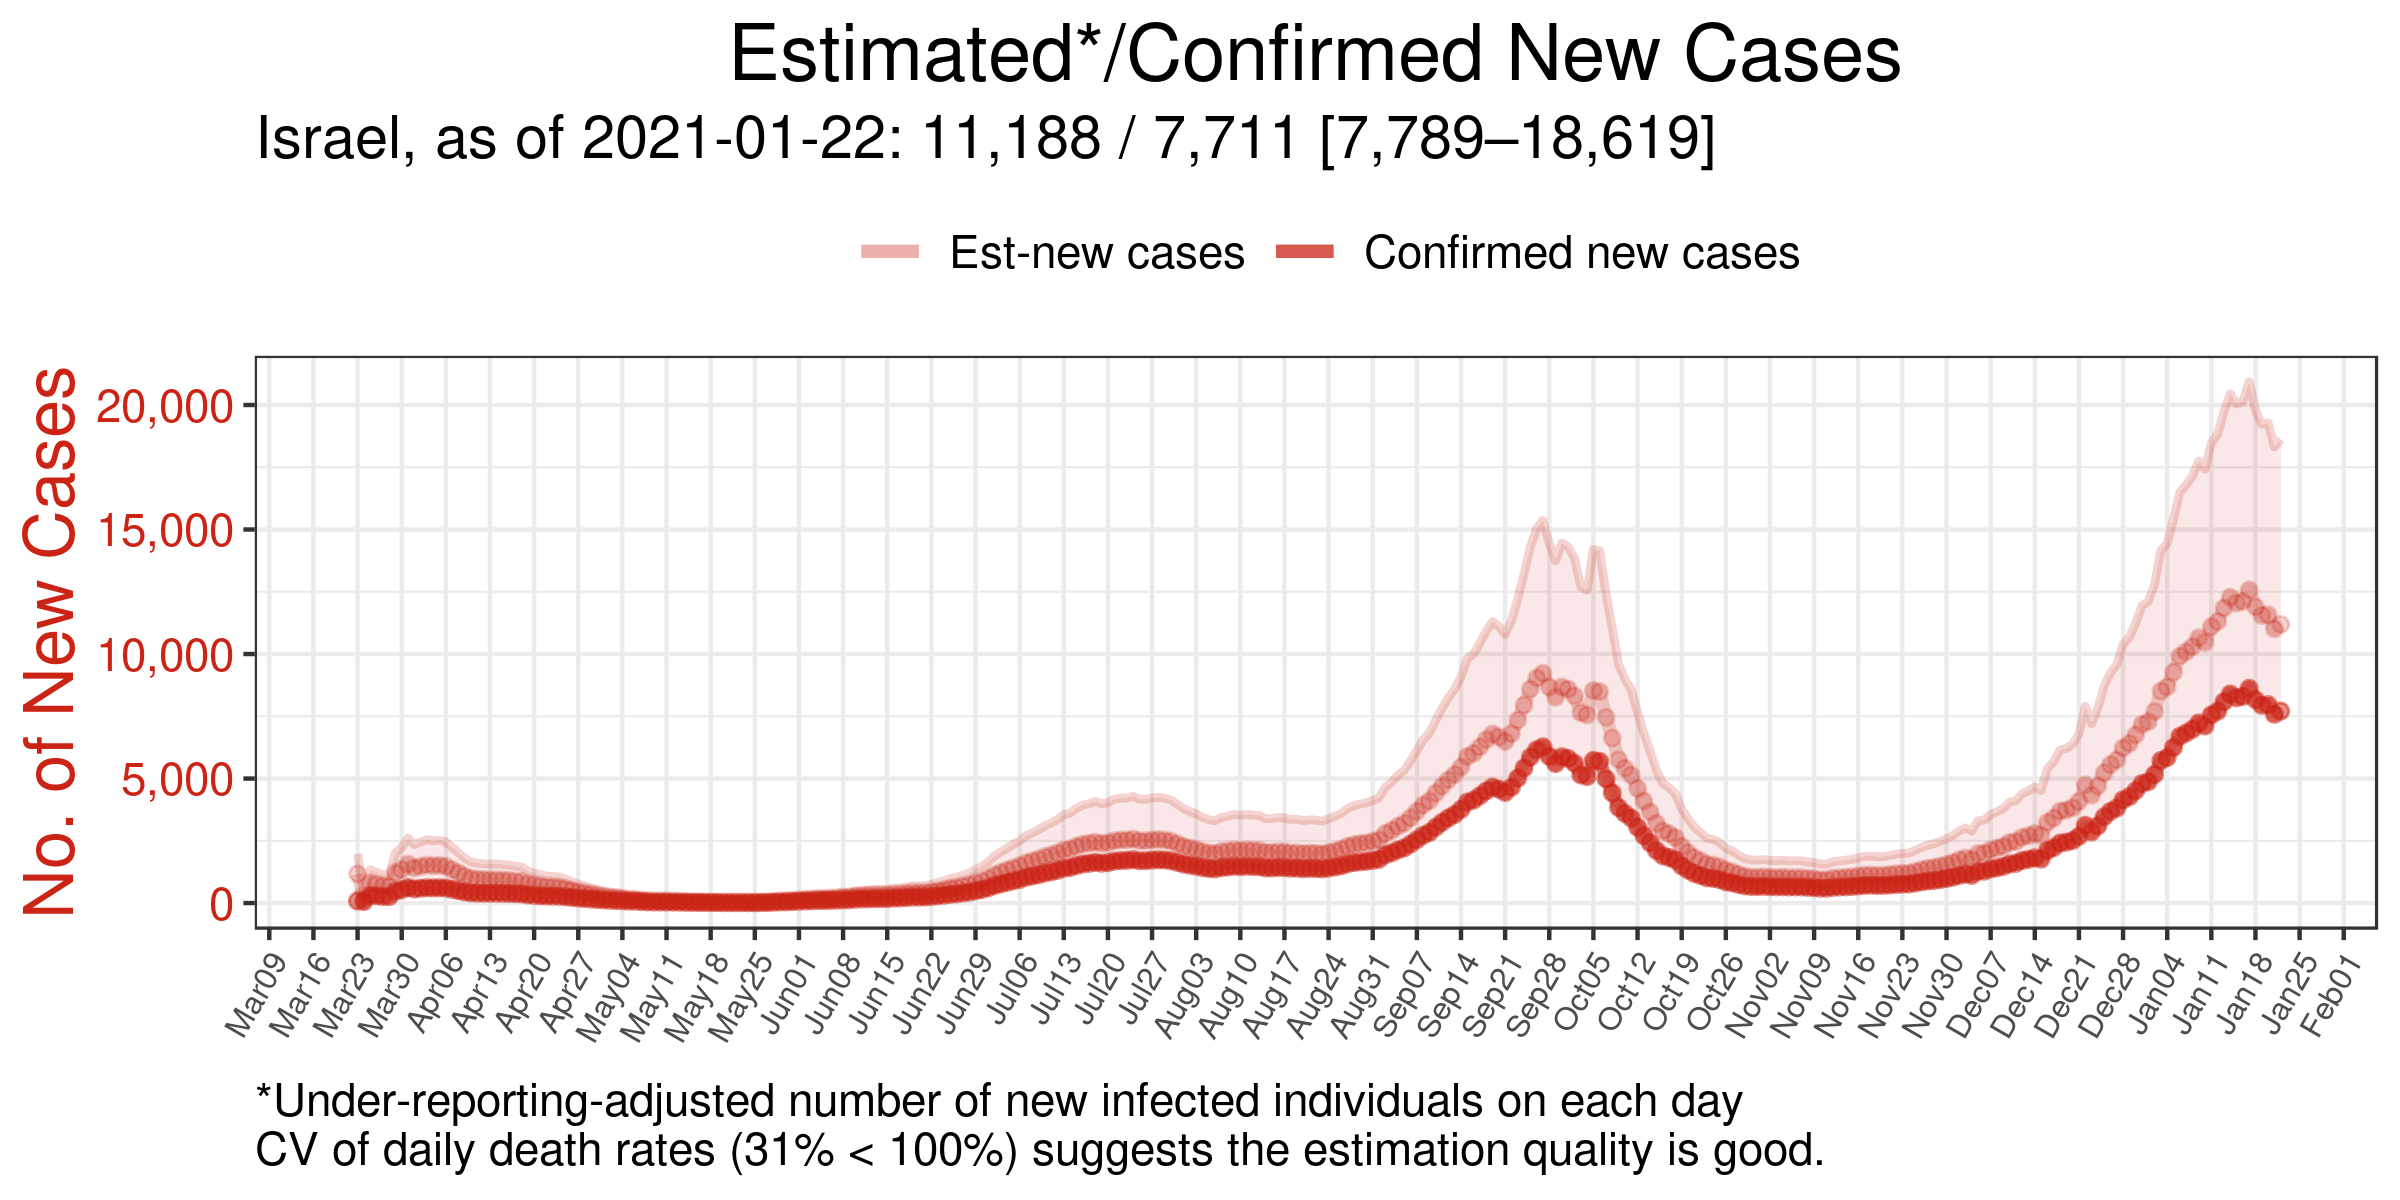 Estimated*/Confirmed New Cases
Israel, as of 2021-01-22: 11,188 / 7,711 [7,789–18,619]
Est-new cases Confirmed new cases
No. of New Cases
20,000
15,000
10,000
5,000
0
Mar09 Mar16 Mar23 Mar30 Apr06 Apr13 Apr20 Apr27 May04 May11 May18 May25 Jun01 Jun08 Jun15 Jun22 Jun29 Jul06 Jul13 Jul20 Jul27 Aug03 Aug10 Aug17 Aug24 Aug31 Sep07 Sep14 Sep21 Sep28 Oct05 Oct12 Oct19 Oct26 Nov02 Nov09 Nov16 Nov23 Nov30 Dec07 Dec14 Dec21 Dec28 Jan04 Jan11 Jan18 Jan25 Feb01
*Under-reporting-adjusted number of new infected individuals on each day
CV of daily death rates (31% < 100%) suggests the estimation quality is good.